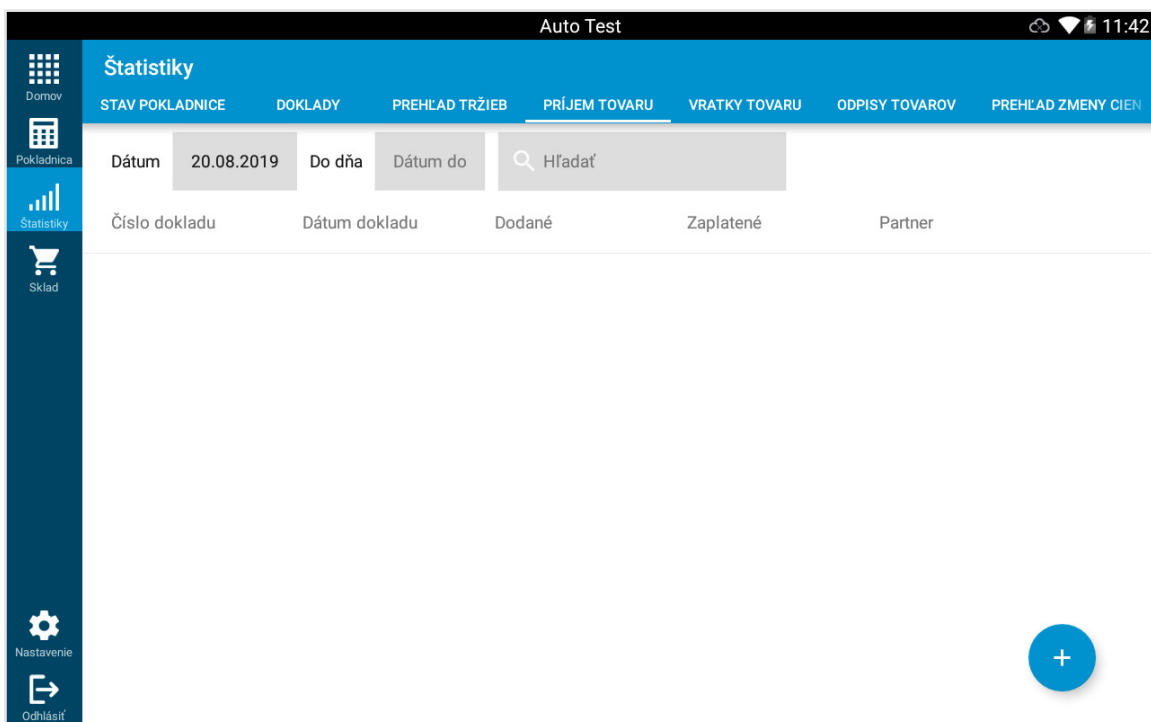 Auto Test
11:42
Domov
Pokladnica
Štatistiky
Sklad
Nastavenie
Odhlásiť
Štatistiky
STAV POKLADNICE DOKLADY PREHĽAD TRŽIEB PRÍJEM TOVARU VRATKY TOVARU ODPISY TOVAROV PREHĽAD ZMENY CIEN
Dátum 20.08.2019 Do dňa Dátum do Hľadať
Číslo dokladu Dátum dokladu Dodané Zaplatené Partner
+